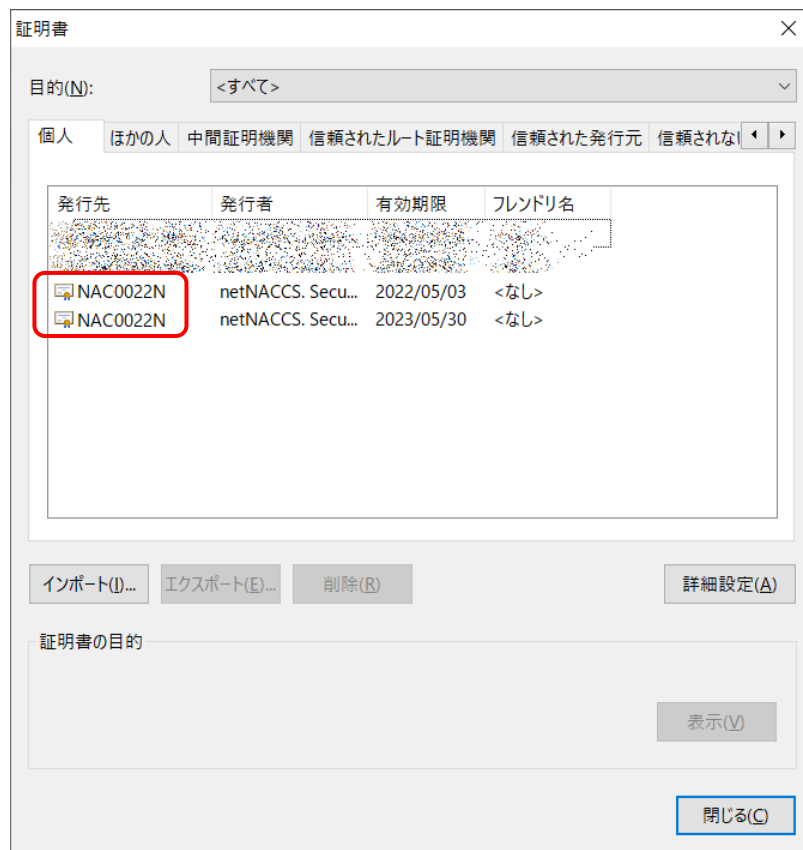 証明書
目的(N): <すべて>
個人 ほかの人 中間証明機関 信頼されたルート証明機関 信頼された発行元 信頼されない
発行先 発行者 有効期限 フレンドリ名
NAC0022N netNACCS. Secu... 2022/05/03 <なし>
NAC0022N netNACCS. Secu... 2023/05/30 <なし>
インポート(I)... エクスポート(E)... 削除(R) 詳細設定(A)
証明書の目的
表示(V)
閉じる(C)